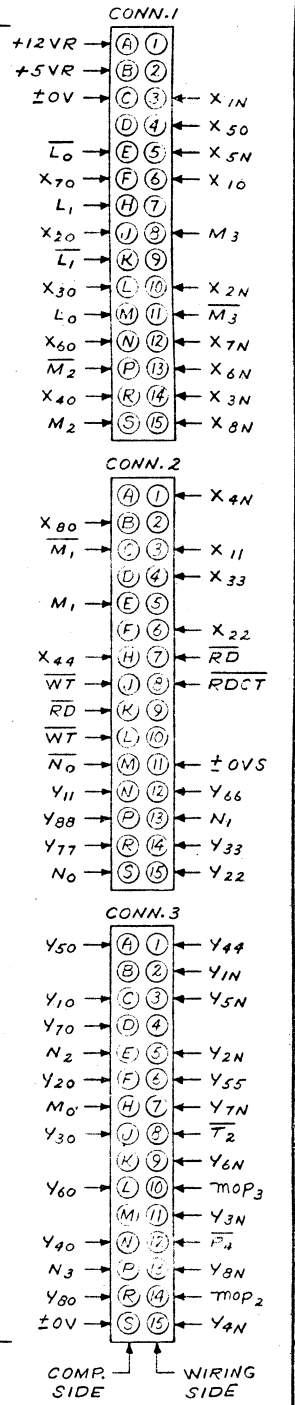 CONN.1
+12VR A 1
+5VR B 2
±0V C 3 X1N
D 4 X50
L̅0̅ E 5 X5N
X70 F 6 X10
L1 H 7
X20 J 8 M3
L̅1̅ K 9
X30 L 10 X2N
L0 M 11 M̅3̅
X60 N 12 X7N
M̅2̅ P 13 X6N
X40 R 14 X3N
M2 S 15 X8N
CONN.2
A 1 X4N
X80 B 2
M̅1̅ C 3 X11
D 4 X33
M1 E 5
F 6 X22
X44 H 7 R̅D̅
W̅T̅ J 8 R̅D̅C̅T̅
R̅D̅ K 9
W̅T̅ L 10
N̅0̅ M 11 ±0VS
Y11 N 12 Y66
Y88 P 13 N1
Y77 R 14 Y33
N0 S 15 Y22
CONN.3
Y50 A 1 Y44
B 2 Y1N
Y10 C 3 Y5N
Y70 D 4
N2 E 5 Y2N
Y20 F 6 Y55
M0 H 7 Y7N
Y30 J 8 T̅2̅
K 9 Y6N
Y60 L 10 mop3
M 11 Y3N
Y40 N 12 P̅4̅
N3 P 13 Y8N
Y80 R 14 mop2
±0V S 15 Y4N
COMP. SIDE
WIRING SIDE